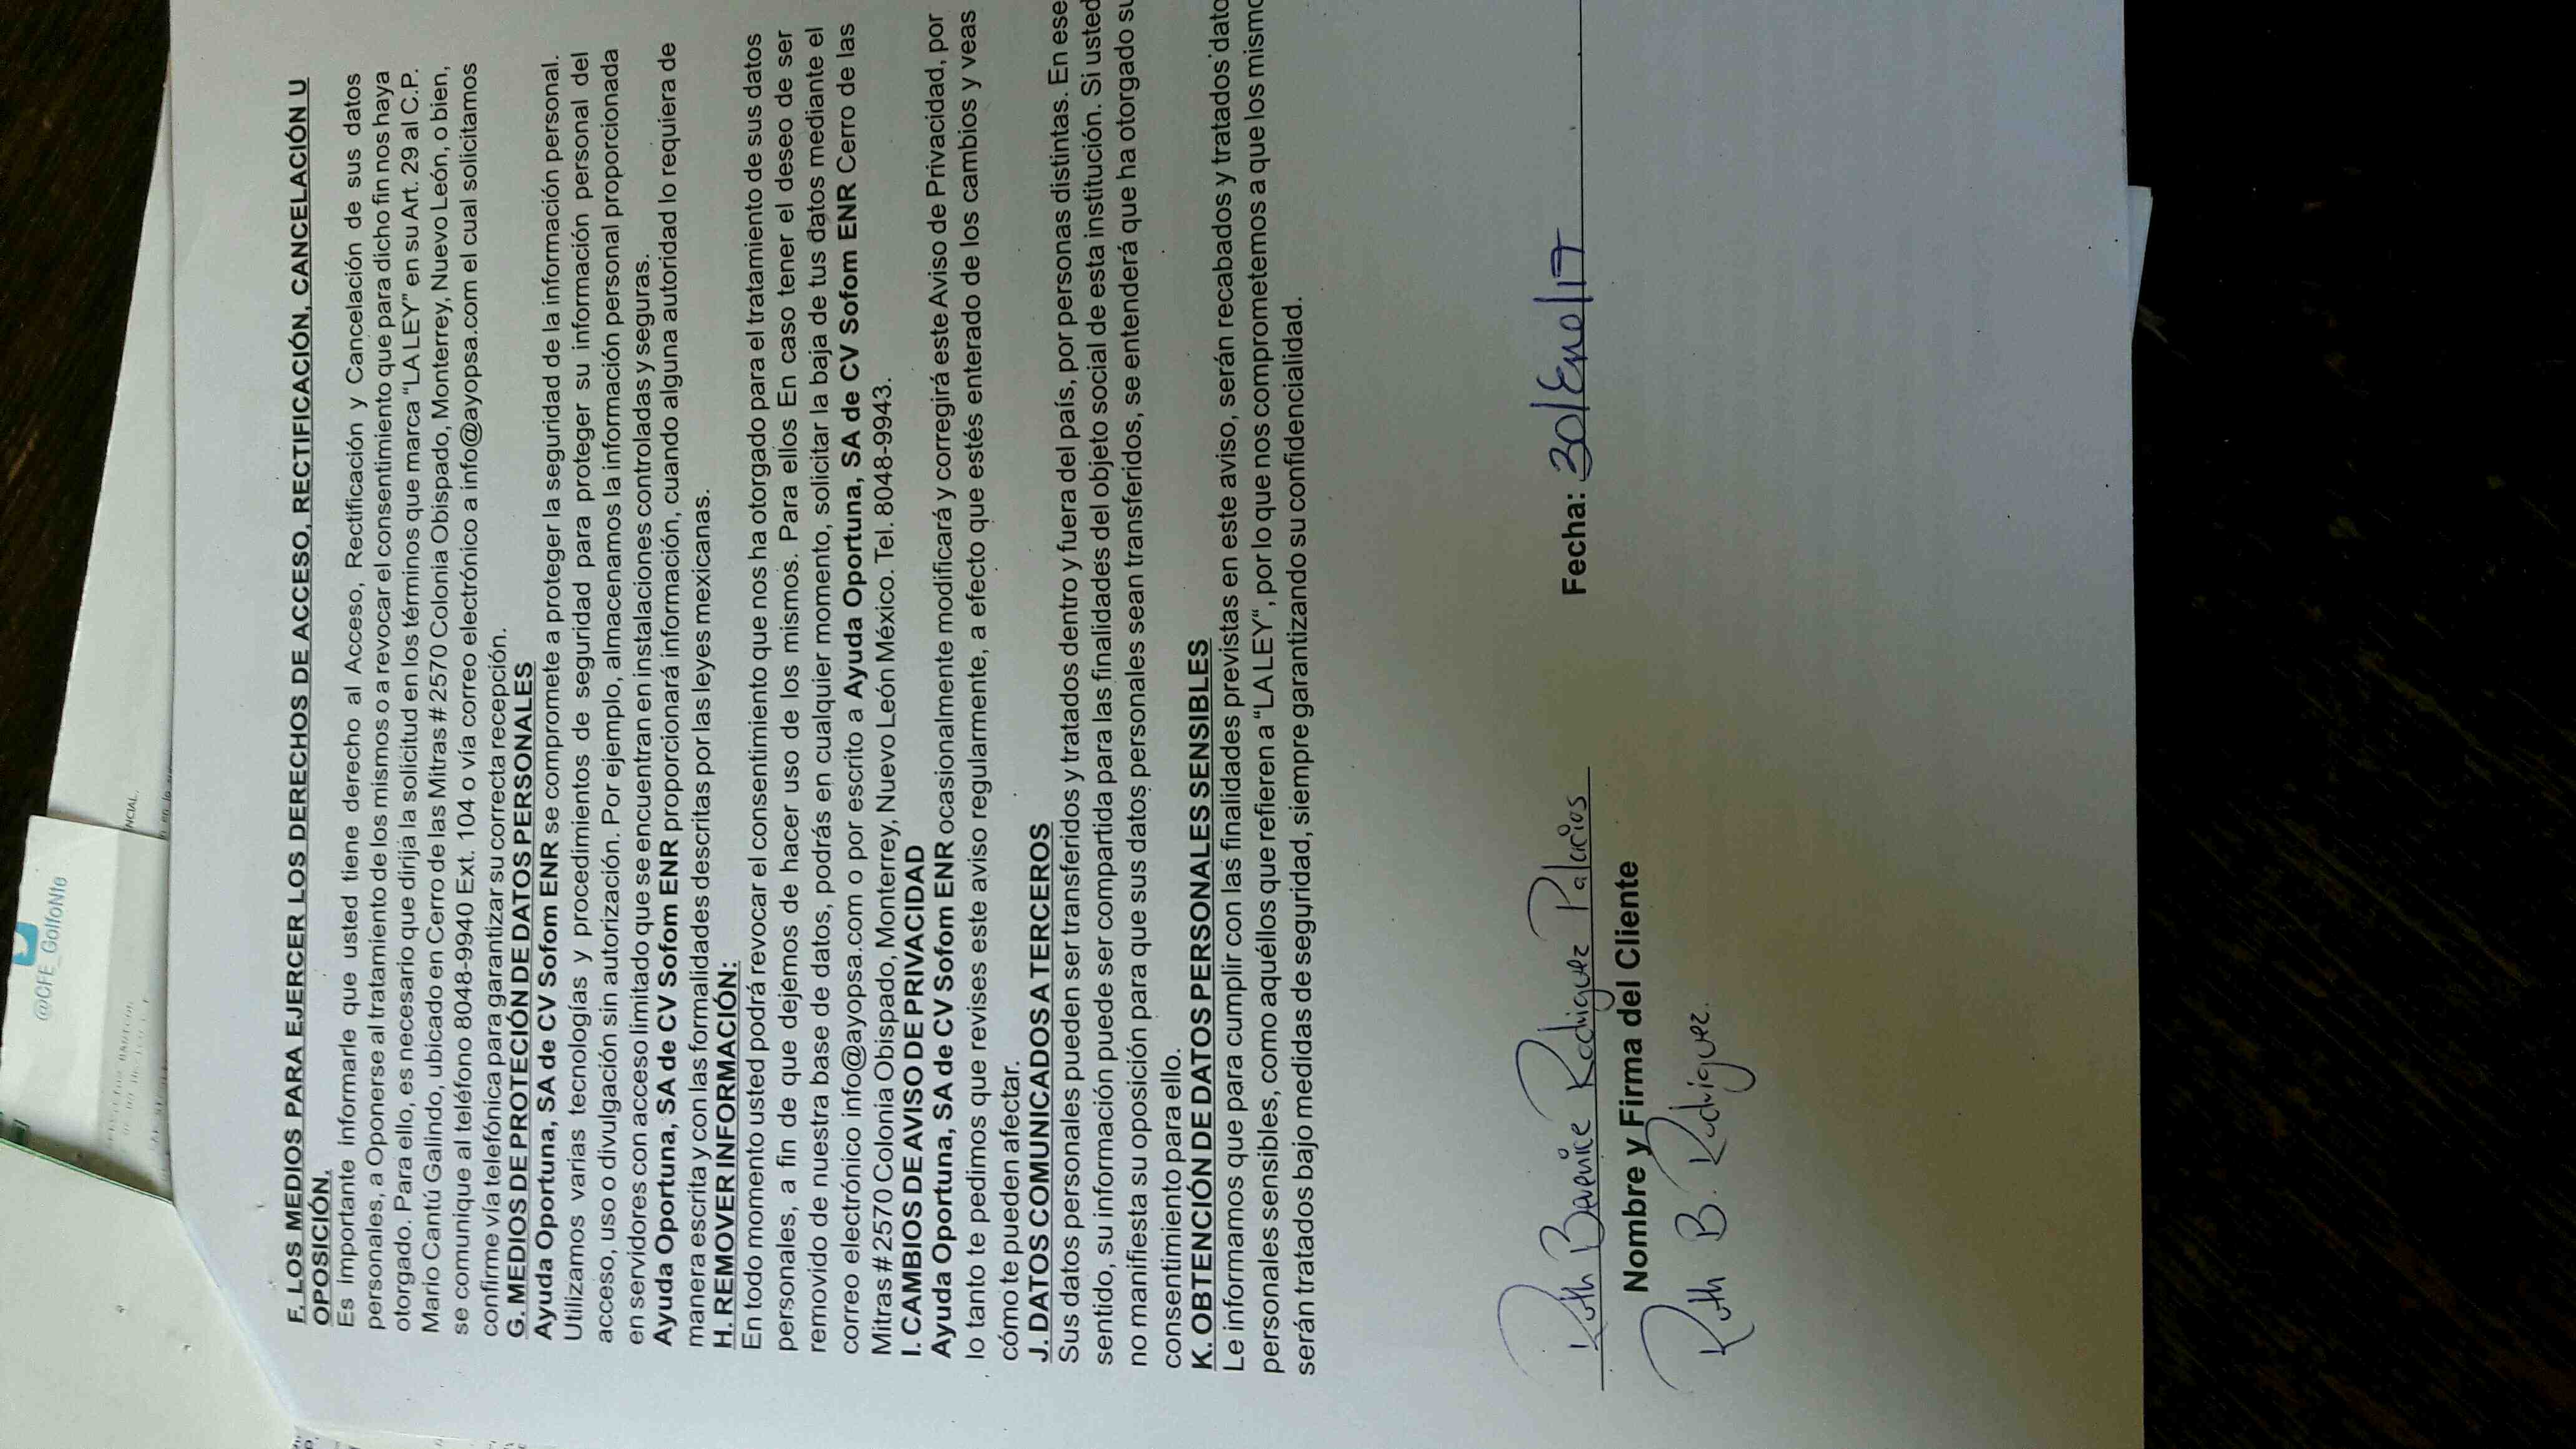 @CFE_GolfoNte
NCIAL.
F. LOS MEDIOS PARA EJERCER LOS DERECHOS DE ACCESO, RECTIFICACIÓN, CANCELACIÓN U
OPOSICIÓN.
Es importante informarle que usted tiene derecho al Acceso, Rectificación y Cancelación de sus datos
personales, a Oponerse al tratamiento de los mismos o a revocar el consentimiento que para dicho fin nos haya
otorgado. Para ello, es necesario que dirija la solicitud en los términos que marca "LA LEY" en su Art. 29 al C.P.
Mario Cantú Galindo, ubicado en Cerro de las Mitras # 2570 Colonia Obispado, Monterrey, Nuevo León, o bien,
se comunique al teléfono 8048-9940 Ext. 104 o vía correo electrónico a info@ayopsa.com el cual solicitamos
confirme vía telefónica para garantizar su correcta recepción.
G. MEDIOS DE PROTECIÓN DE DATOS PERSONALES
Ayuda Oportuna, SA de CV Sofom ENR se compromete a proteger la seguridad de la información personal.
Utilizamos varias tecnologías y procedimientos de seguridad para proteger su información personal del
acceso, uso o divulgación sin autorización. Por ejemplo, almacenamos la información personal proporcionada
en servidores con acceso limitado que se encuentran en instalaciones controladas y seguras.
Ayuda Oportuna, SA de CV Sofom ENR proporcionará información, cuando alguna autoridad lo requiera de
manera escrita y con las formalidades descritas por las leyes mexicanas.
H. REMOVER INFORMACIÓN:
En todo momento usted podrá revocar el consentimiento que nos ha otorgado para el tratamiento de sus datos
personales, a fin de que dejemos de hacer uso de los mismos. Para ellos En caso tener el deseo de ser
removido de nuestra base de datos, podrás en cualquier momento, solicitar la baja de tus datos mediante el
correo electrónico info@ayopsa.com o por escrito a Ayuda Oportuna, SA de CV Sofom ENR Cerro de las
Mitras # 2570 Colonia Obispado, Monterrey, Nuevo León México. Tel. 8048-9943.
I. CAMBIOS DE AVISO DE PRIVACIDAD
Ayuda Oportuna, SA de CV Sofom ENR ocasionalmente modificará y corregirá este Aviso de Privacidad, por
lo tanto te pedimos que revises este aviso regularmente, a efecto que estés enterado de los cambios y veas
cómo te pueden afectar.
J. DATOS COMUNICADOS A TERCEROS
Sus datos personales pueden ser transferidos y tratados dentro y fuera del país, por personas distintas. En ese
sentido, su información puede ser compartida para las finalidades del objeto social de esta institución. Si usted
no manifiesta su oposición para que sus datos personales sean transferidos, se entenderá que ha otorgado su
consentimiento para ello.
K. OBTENCIÓN DE DATOS PERSONALES SENSIBLES
Le informamos que para cumplir con las finalidades previstas en este aviso, serán recabados y tratados dato
personales sensibles, como aquéllos que refieren a "LA LEY", por lo que nos comprometemos a que los mismo
serán tratados bajo medidas de seguridad, siempre garantizando su confidencialidad.
Ruth Berenice Rodriguez Palacios Fecha: 30/Enero/17
Nombre y Firma del Cliente
Ruth B. Rodriguez.